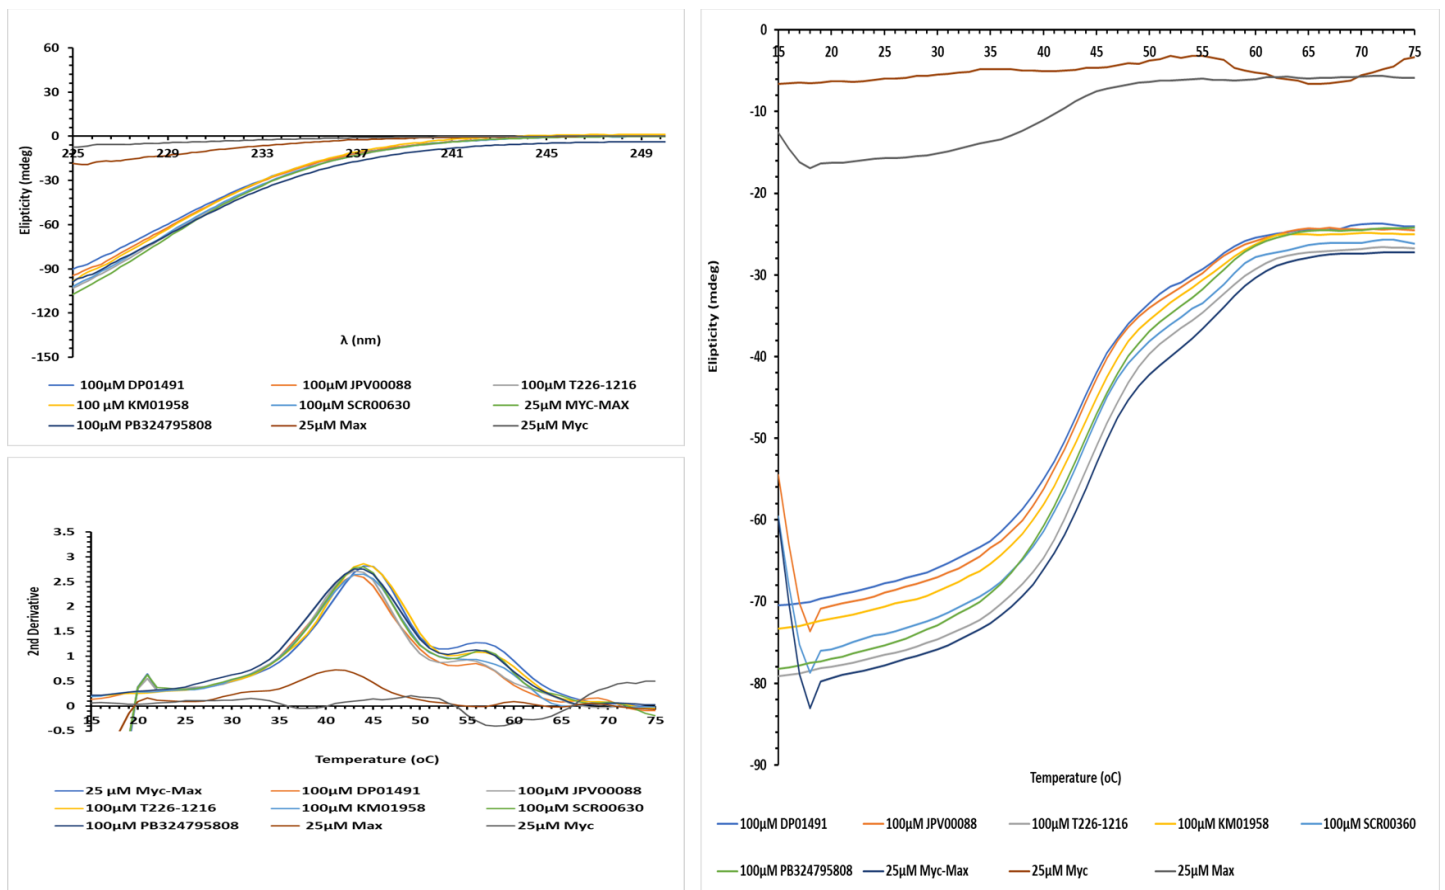 60
30
0
225 229 233 237 241 245 249
-30
-60
-90
-120
-150
Elipticity (mdeg)
λ (nm)
100µM DP01491 100µM JPV00088 100µM T226-1216
100 µM KM01958 100µM SCR00630 25µM MYC-MAX
100µM PB324795808 25µM Max 25µM Myc
3.5
3
2.5
2
1.5
1
0.5
0
-0.5
15 20 25 30 35 40 45 50 55 60 65 70 75
2nd Derivative
Temperature (oC)
25 µM Myc-Max 100µM DP01491 100µM JPV00088
100µM T226-1216 100µM KM01958 100µM SCR00630
100µM PB324795808 25µM Max 25µM Myc
0
15 20 25 30 35 40 45 50 55 60 65 70 75
-10
-20
-30
-40
-50
-60
-70
-80
-90
Elipticity (mdeg)
Temperature (oC)
100µM DP01491 100µM JPV00088 100µM T226-1216 100µM KM01958 100µM SCR00360
100µM PB324795808 25µM Myc-Max 25µM Myc 25µM Max